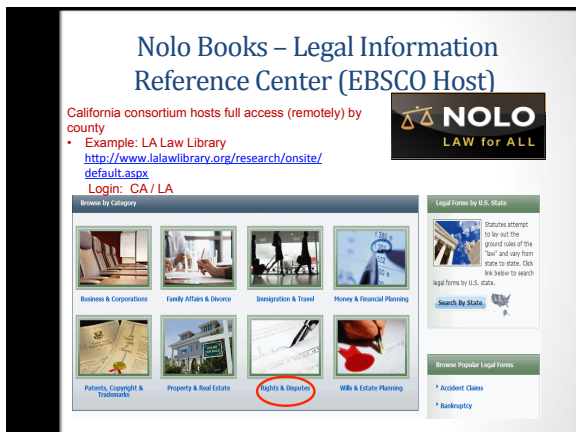 Nolo Books – Legal Information
Reference Center (EBSCO Host)
California consortium hosts full access (remotely) by
county
• Example: LA Law Library
http://www.lalawlibrary.org/research/onsite/
default.aspx
Login: CA / LA
NOLO
LAW for ALL
Browse by Category
Business & Corporations
Family Affairs & Divorce
Immigration & Travel
Money & Financial Planning
Patents, Copyright &
Trademarks
Property & Real Estate
Rights & Disputes
Wills & Estate Planning
Legal Forms by U.S. State
Statutes attempt
to lay out the
ground rules of the
"law" and vary from
state to state. Click
link below to search
legal forms by U.S. state.
Search By State
Browse Popular Legal Forms
Accident Claims
Bankruptcy